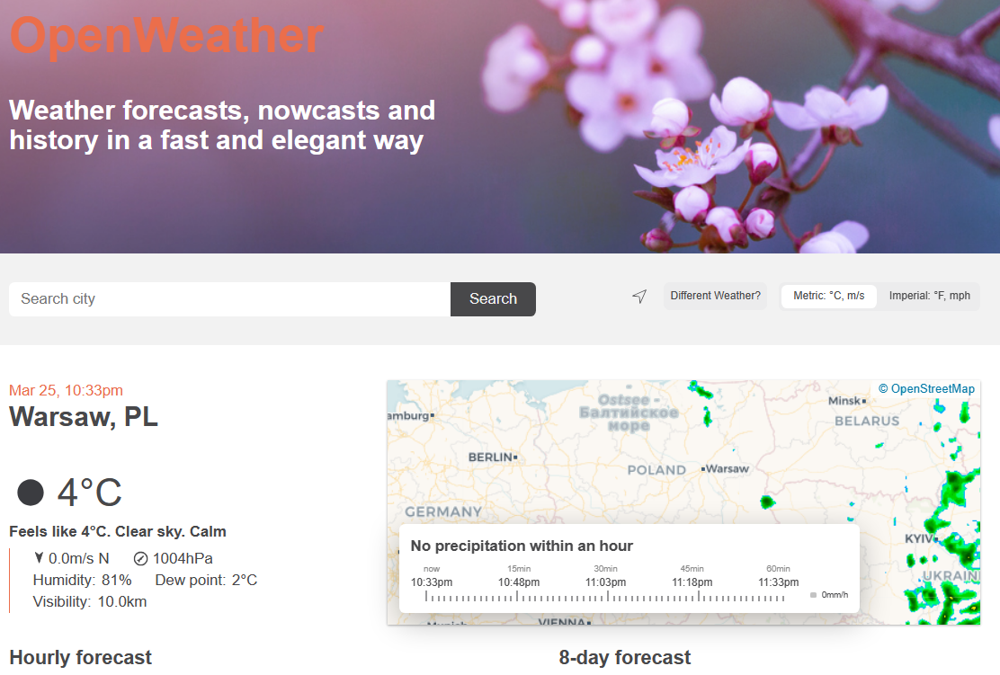 OpenWeather
Weather forecasts, nowcasts and
history in a fast and elegant way
Search city
Search
Different Weather?
Metric: °C, m/s
Imperial: °F, mph
Mar 25, 10:33pm
Warsaw, PL
4°C
Feels like 4°C. Clear sky. Calm
0.0m/s N
1004hPa
Humidity: 81%
Dew point: 2°C
Visibility: 10.0km
© OpenStreetMap
Ostsee -
Балтийское
море
Minsk
BELARUS
amburg
BERLIN
POLAND
Warsaw
GERMANY
KYIV
UKRAIN
No precipitation within an hour
now 15min 30min 45min 60min
10:33pm 10:48pm 11:03pm 11:18pm 11:33pm
0mm/h
Munich
VIENNA
Hourly forecast
8-day forecast